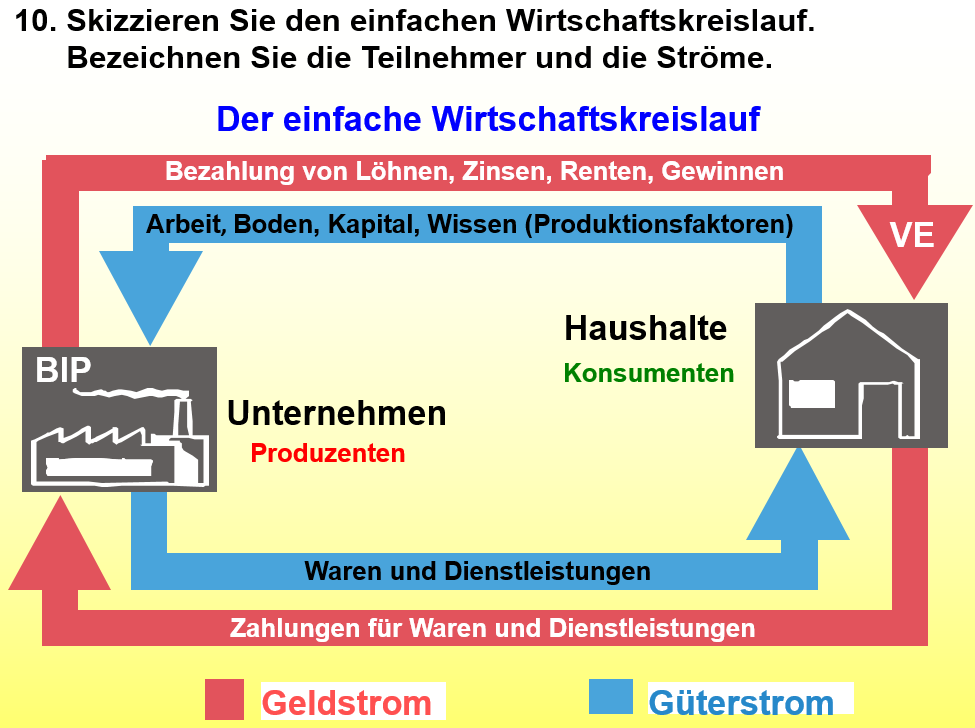 10. Skizzieren Sie den einfachen Wirtschaftskreislauf.
Bezeichnen Sie die Teilnehmer und die Ströme.
Der einfache Wirtschaftskreislauf
Bezahlung von Löhnen, Zinsen, Renten, Gewinnen
Arbeit, Boden, Kapital, Wissen (Produktionsfaktoren)
VE
Haushalte
Konsumenten
BIP
Unternehmen
Produzenten
Waren und Dienstleistungen
Zahlungen für Waren und Dienstleistungen
Geldstrom
Güterstrom